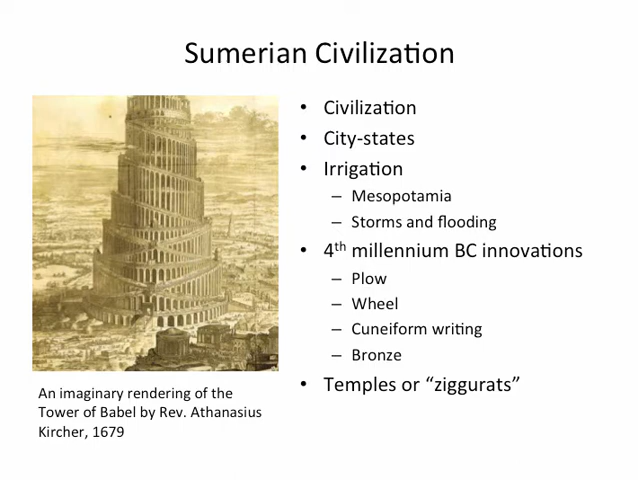 Sumerian Civilization
• Civilization
• City-states
• Irrigation
– Mesopotamia
– Storms and flooding
• 4th millennium BC innovations
– Plow
– Wheel
– Cuneiform writing
– Bronze
• Temples or “ziggurats”
An imaginary rendering of the
Tower of Babel by Rev. Athanasius
Kircher, 1679